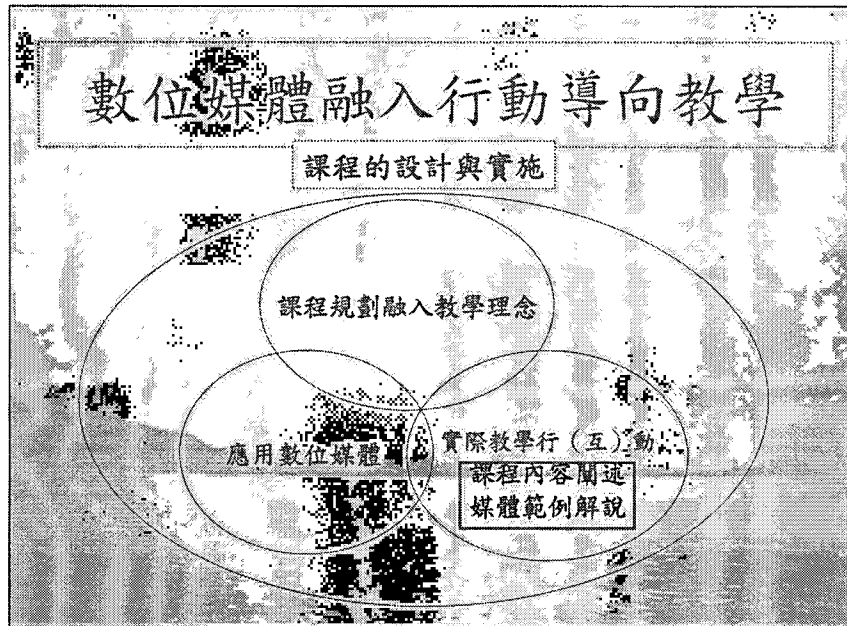 數位媒體融入行動導向教學
課程的設計與實施
課程規劃融入教學理念
應用數位媒體
實際教學行（互）動
課程內容闡述
媒體範例解說